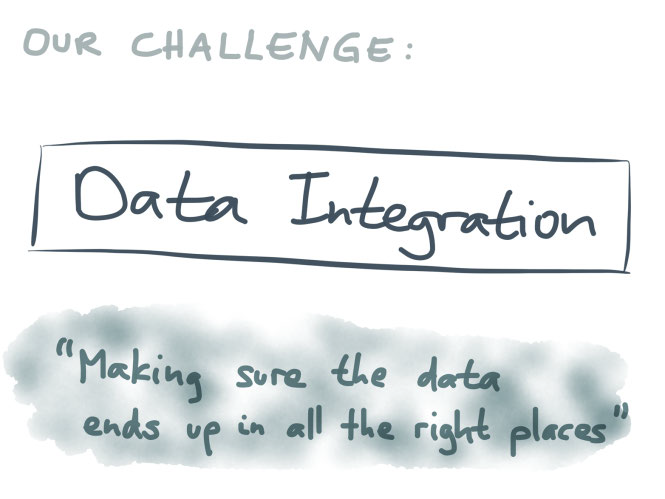 OUR CHALLENGE:
Data Integration
"Making sure the data
ends up in all the right places"